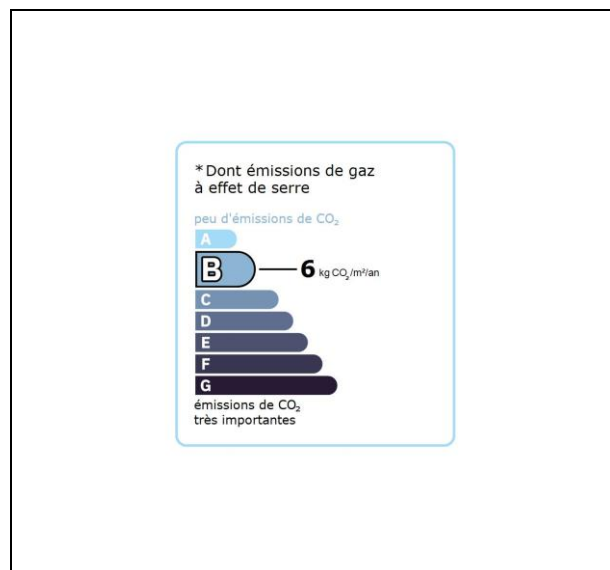 *Dont émissions de gaz
à effet de serre
peu d'émissions de CO₂
A
B 6 kg CO₂/m²/an
C
D
E
F
G
émissions de CO₂
très importantes